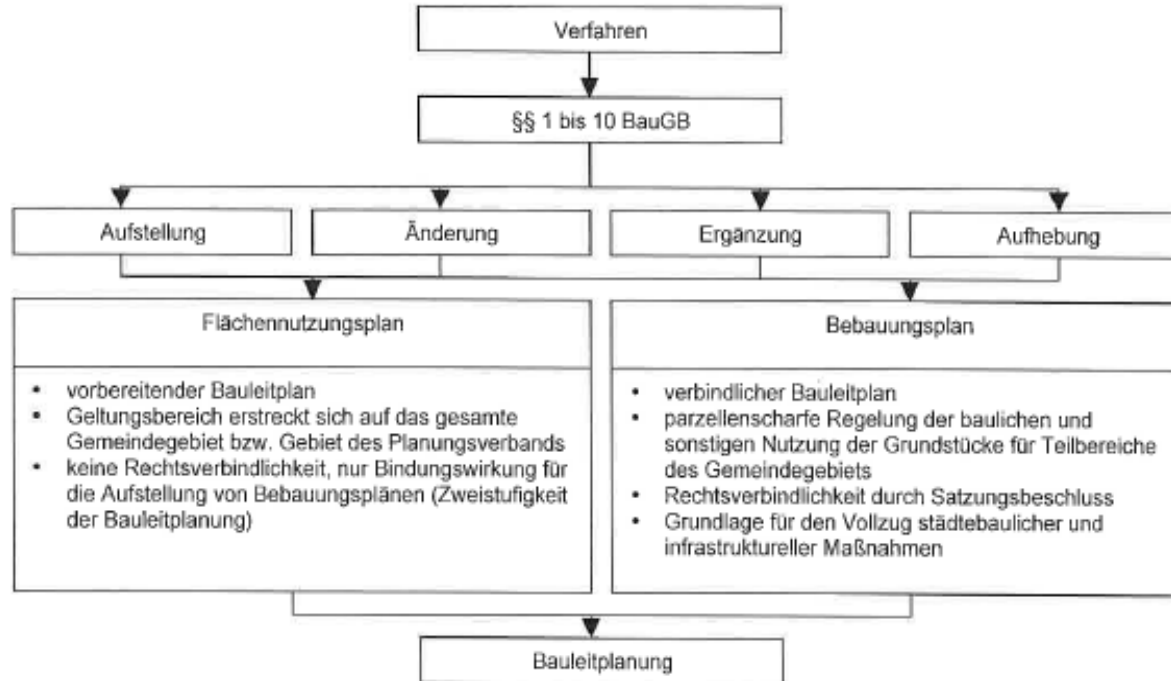 Verfahren
§§ 1 bis 10 BauGB
Aufstellung
Änderung
Ergänzung
Aufhebung
Flächennutzungsplan
• vorbereitender Bauleitplan
• Geltungsbereich erstreckt sich auf das gesamte
Gemeindegebiet bzw. Gebiet des Planungsverbands
• keine Rechtsverbindlichkeit, nur Bindungswirkung für
die Aufstellung von Bebauungsplänen (Zweistufigkeit
der Bauleitplanung)
Bebauungsplan
• verbindlicher Bauleitplan
• parzellenscharfe Regelung der baulichen und
sonstigen Nutzung der Grundstücke für Teilbereiche
des Gemeindegebiets
• Rechtsverbindlichkeit durch Satzungsbeschluss
• Grundlage für den Vollzug städtebaulicher und
infrastruktureller Maßnahmen
Bauleitplanung